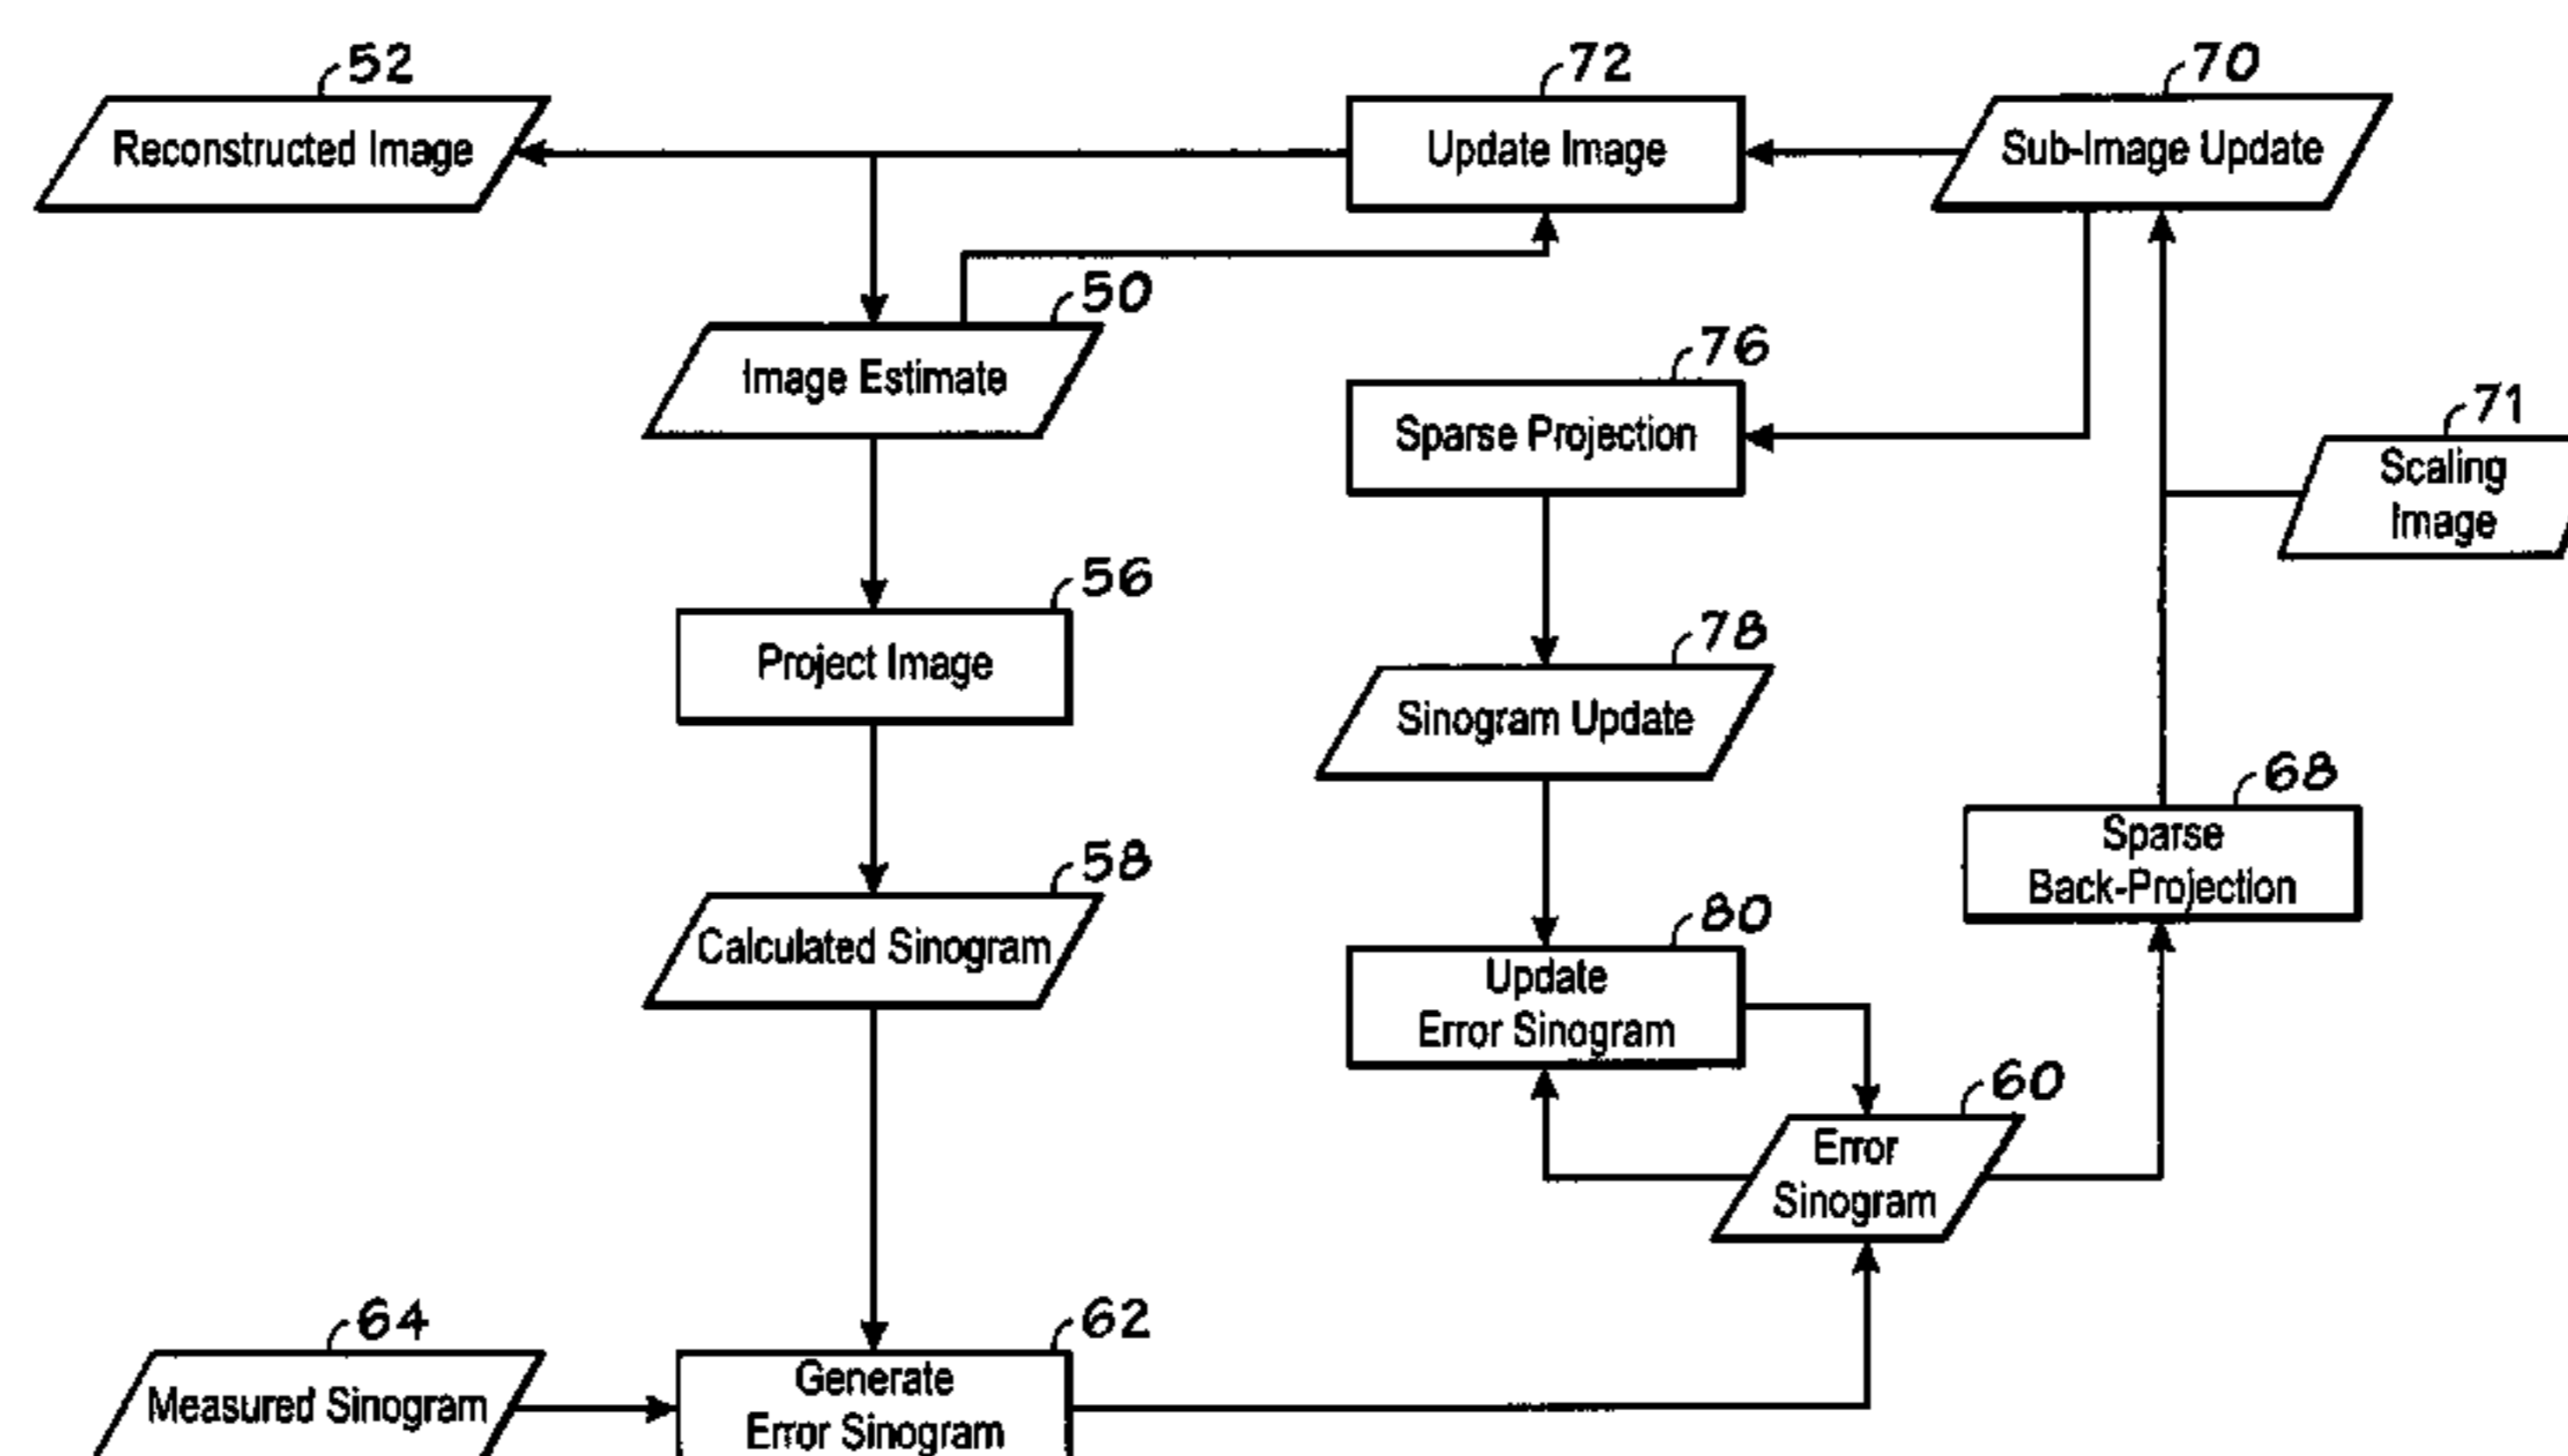 52
72
70
Reconstructed Image
Update Image
Sub-Image Update
50
Image Estimate
76
Sparse Projection
71
Scaling
Image
56
Project Image
78
Sinogram Update
68
Sparse
Back-Projection
58
Calculated Sinogram
80
Update
Error Sinogram
60
Error
Sinogram
64
Measured Sinogram
62
Generate
Error Sinogram